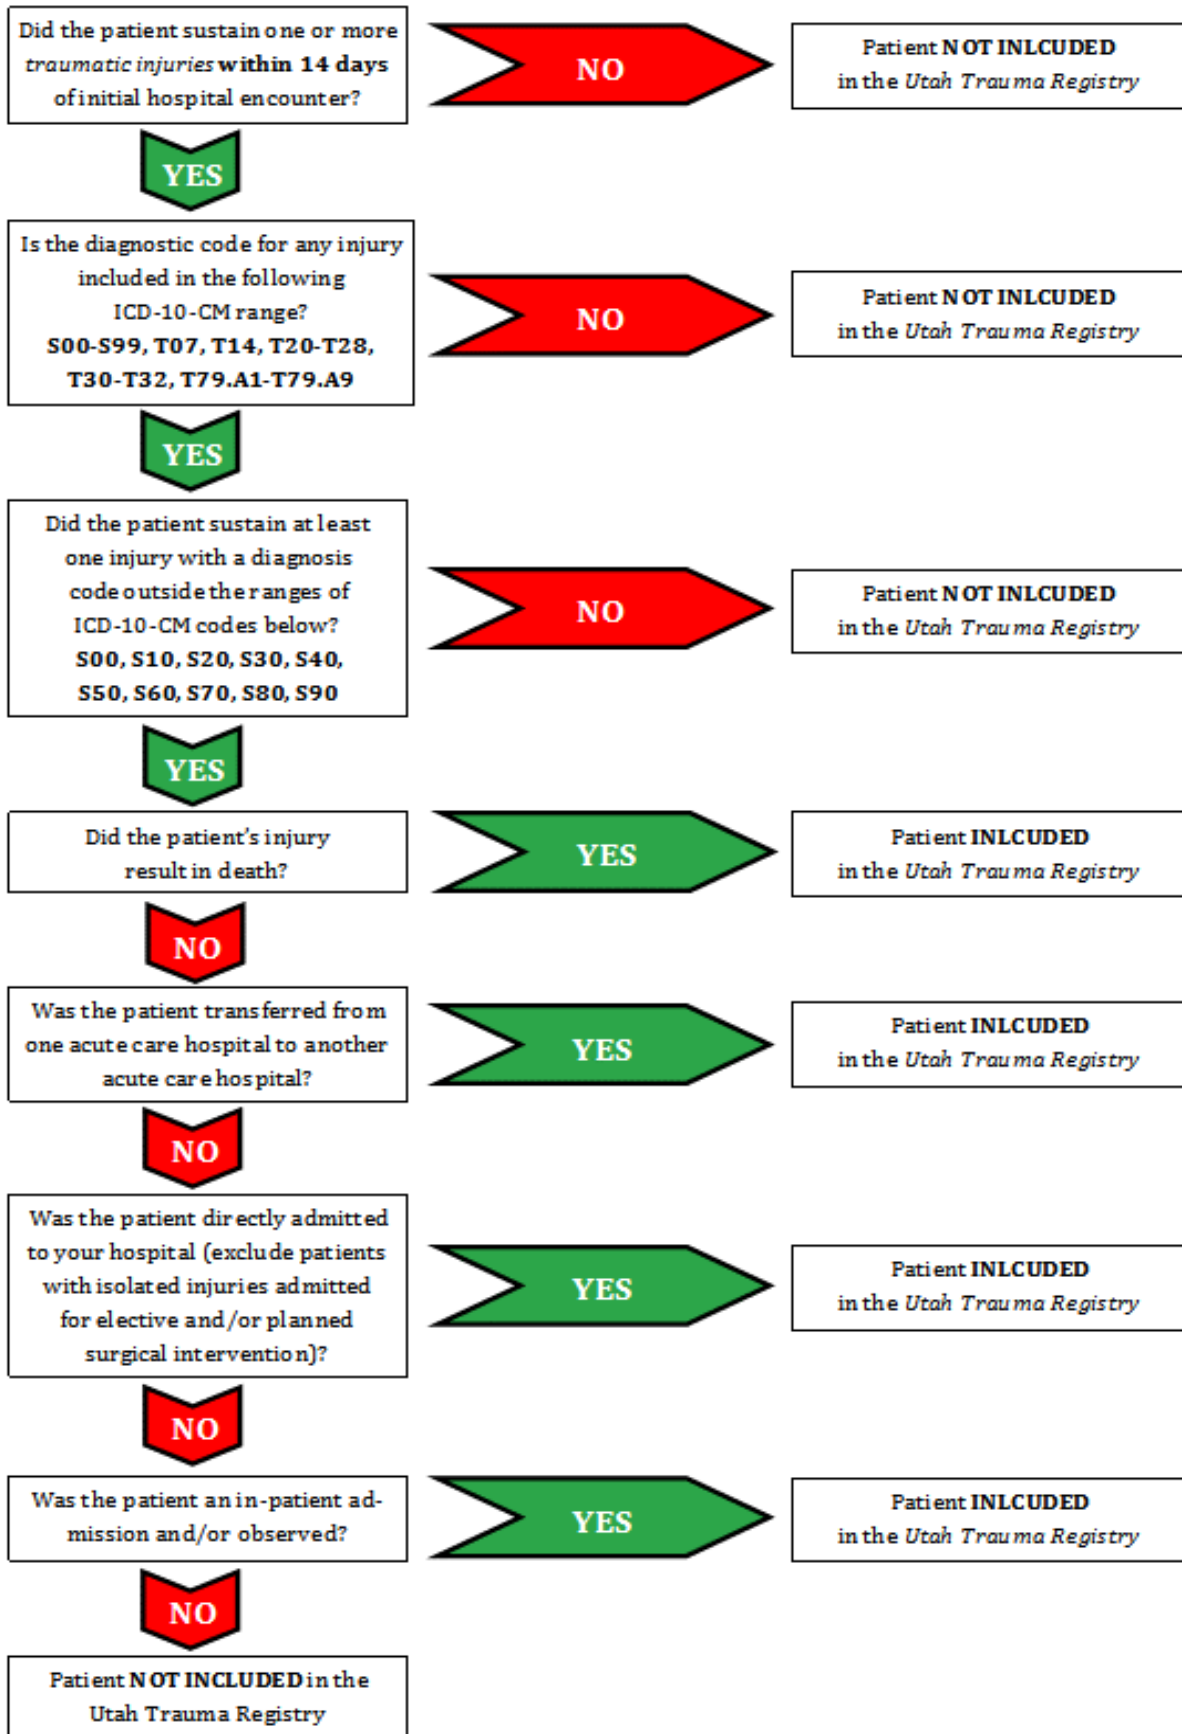 Did the patient sustain one or more
traumatic injuries within 14 days
of initial hospital encounter?
NO
Patient NOT INLCUDED
in the Utah Trauma Registry
YES
Is the diagnostic code for any injury
included in the following
ICD-10-CM range?
S00-S99, T07, T14, T20-T28,
T30-T32, T79.A1-T79.A9
NO
Patient NOT INLCUDED
in the Utah Trauma Registry
YES
Did the patient sustain at least
one injury with a diagnosis
code outside the ranges of
ICD-10-CM codes below?
S00, S10, S20, S30, S40,
S50, S60, S70, S80, S90
NO
Patient NOT INLCUDED
in the Utah Trauma Registry
YES
Did the patient's injury
result in death?
YES
Patient INLCUDED
in the Utah Trauma Registry
NO
Was the patient transferred from
one acute care hospital to another
acute care hospital?
YES
Patient INLCUDED
in the Utah Trauma Registry
NO
Was the patient directly admitted
to your hospital (exclude patients
with isolated injuries admitted
for elective and/or planned
surgical intervention)?
YES
Patient INLCUDED
in the Utah Trauma Registry
NO
Was the patient an in-patient ad-
mission and/or observed?
YES
Patient INLCUDED
in the Utah Trauma Registry
NO
Patient NOT INCLUDED in the
Utah Trauma Registry